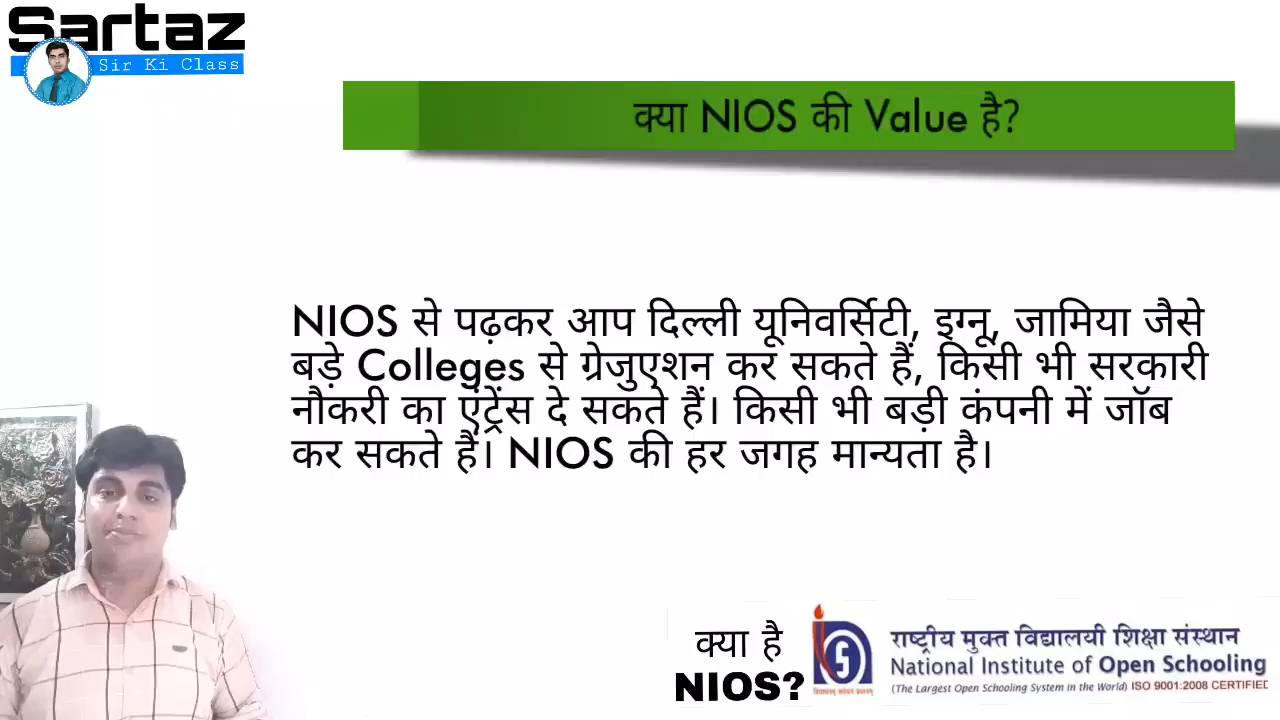 Sartaz
Sir Ki Class
क्या NIOS की Value है?
NIOS से पढ़कर आप दिल्ली यूनिवर्सिटी, इग्नू, जामिया जैसे
बड़े Colleges से ग्रेजुएशन कर सकते हैं, किसी भी सरकारी
नौकरी का एंट्रेंस दे सकते हैं। किसी भी बड़ी कंपनी में जॉब
कर सकते हैं। NIOS की हर जगह मान्यता है।
क्या है
NIOS?
राष्ट्रीय मुक्त विद्यालयी शिक्षा संस्थान
National Institute of Open Schooling
(The Largest Open Schooling System in the World) ISO 9001:2008 CERTIFIED